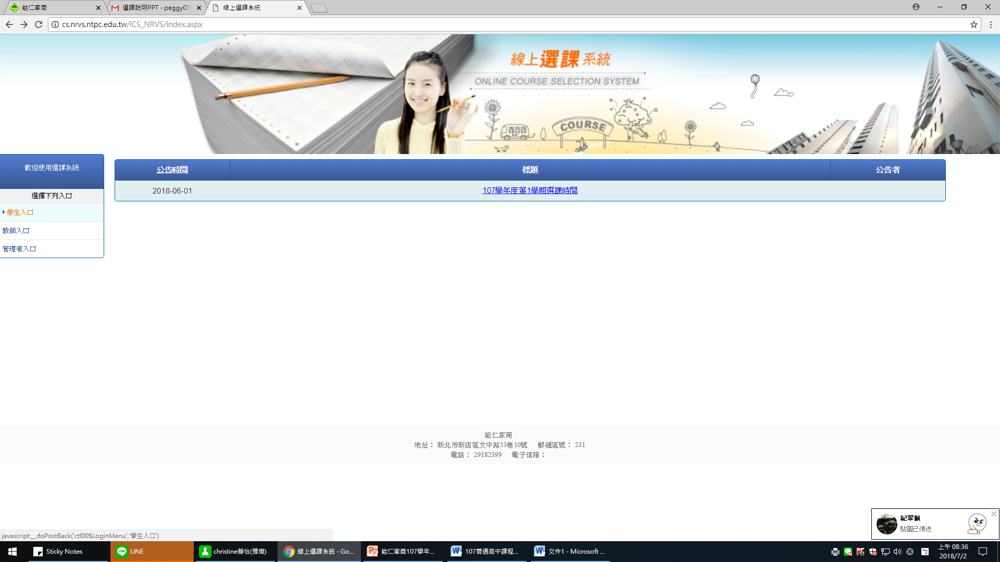 能仁家商
選課說明PPT - peggy070
線上選課系統
cs.nrvs.ntpc.edu.tw/iCS_NRVS/index.aspx
線上選課系統
ONLINE COURSE SELECTION SYSTEM
COURSE
歡迎使用選課系統
選擇下列入口
學生入口
教師入口
管理者入口
公告時間 標題 公告者
2018-06-01 107學年度第1學期選課時間
能仁家商
地址： 新北市新店區文中路53巷10號 郵遞區號： 231
電話： 29182399 電子信箱：
紀翠佩
貼圖已傳送
javascript:__doPostBack('ctl00$LoginMenu','學生入口')
Sticky Notes
LINE
christine靜怡(豫璋)
線上選課系統 - Go...
能仁家商107學年...
107普通高中課程...
文件1 - Microsoft ...
上午 08:36
2018/7/2